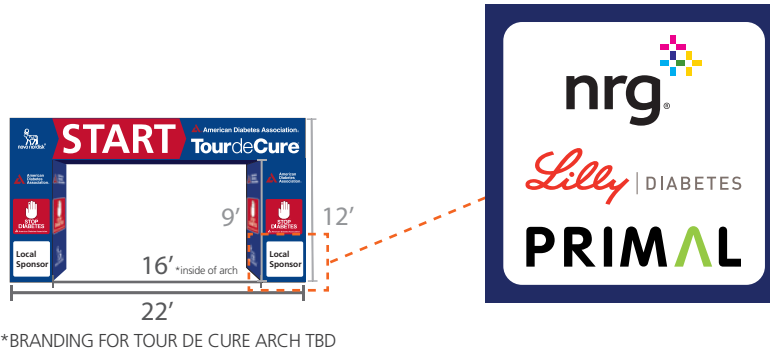 novo nordisk®
START
American Diabetes Association.
TourdeCure
American
Diabetes
Association.
American
Diabetes
Association.
STOP
DIABETES
STOP
DIABETES
9’
12’
Local
Sponsor
Local
Sponsor
16’ *inside of arch
22’
*BRANDING FOR TOUR DE CURE ARCH TBD
nrg®
Lilly | DIABETES
PRIMAL